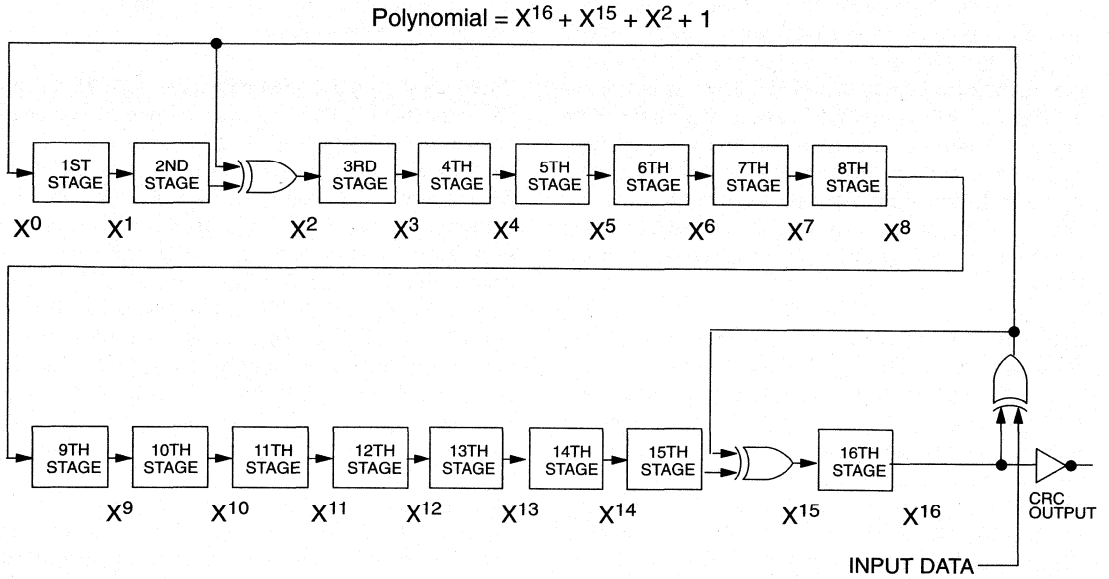 Polynomial = X¹⁶ + X¹⁵ + X² + 1
1ST STAGE
2ND STAGE
3RD STAGE
4TH STAGE
5TH STAGE
6TH STAGE
7TH STAGE
8TH STAGE
X⁰
X¹
X²
X³
X⁴
X⁵
X⁶
X⁷
X⁸
9TH STAGE
10TH STAGE
11TH STAGE
12TH STAGE
13TH STAGE
14TH STAGE
15TH STAGE
16TH STAGE
X⁹
X¹⁰
X¹¹
X¹²
X¹³
X¹⁴
X¹⁵
X¹⁶
CRC
OUTPUT
INPUT DATA